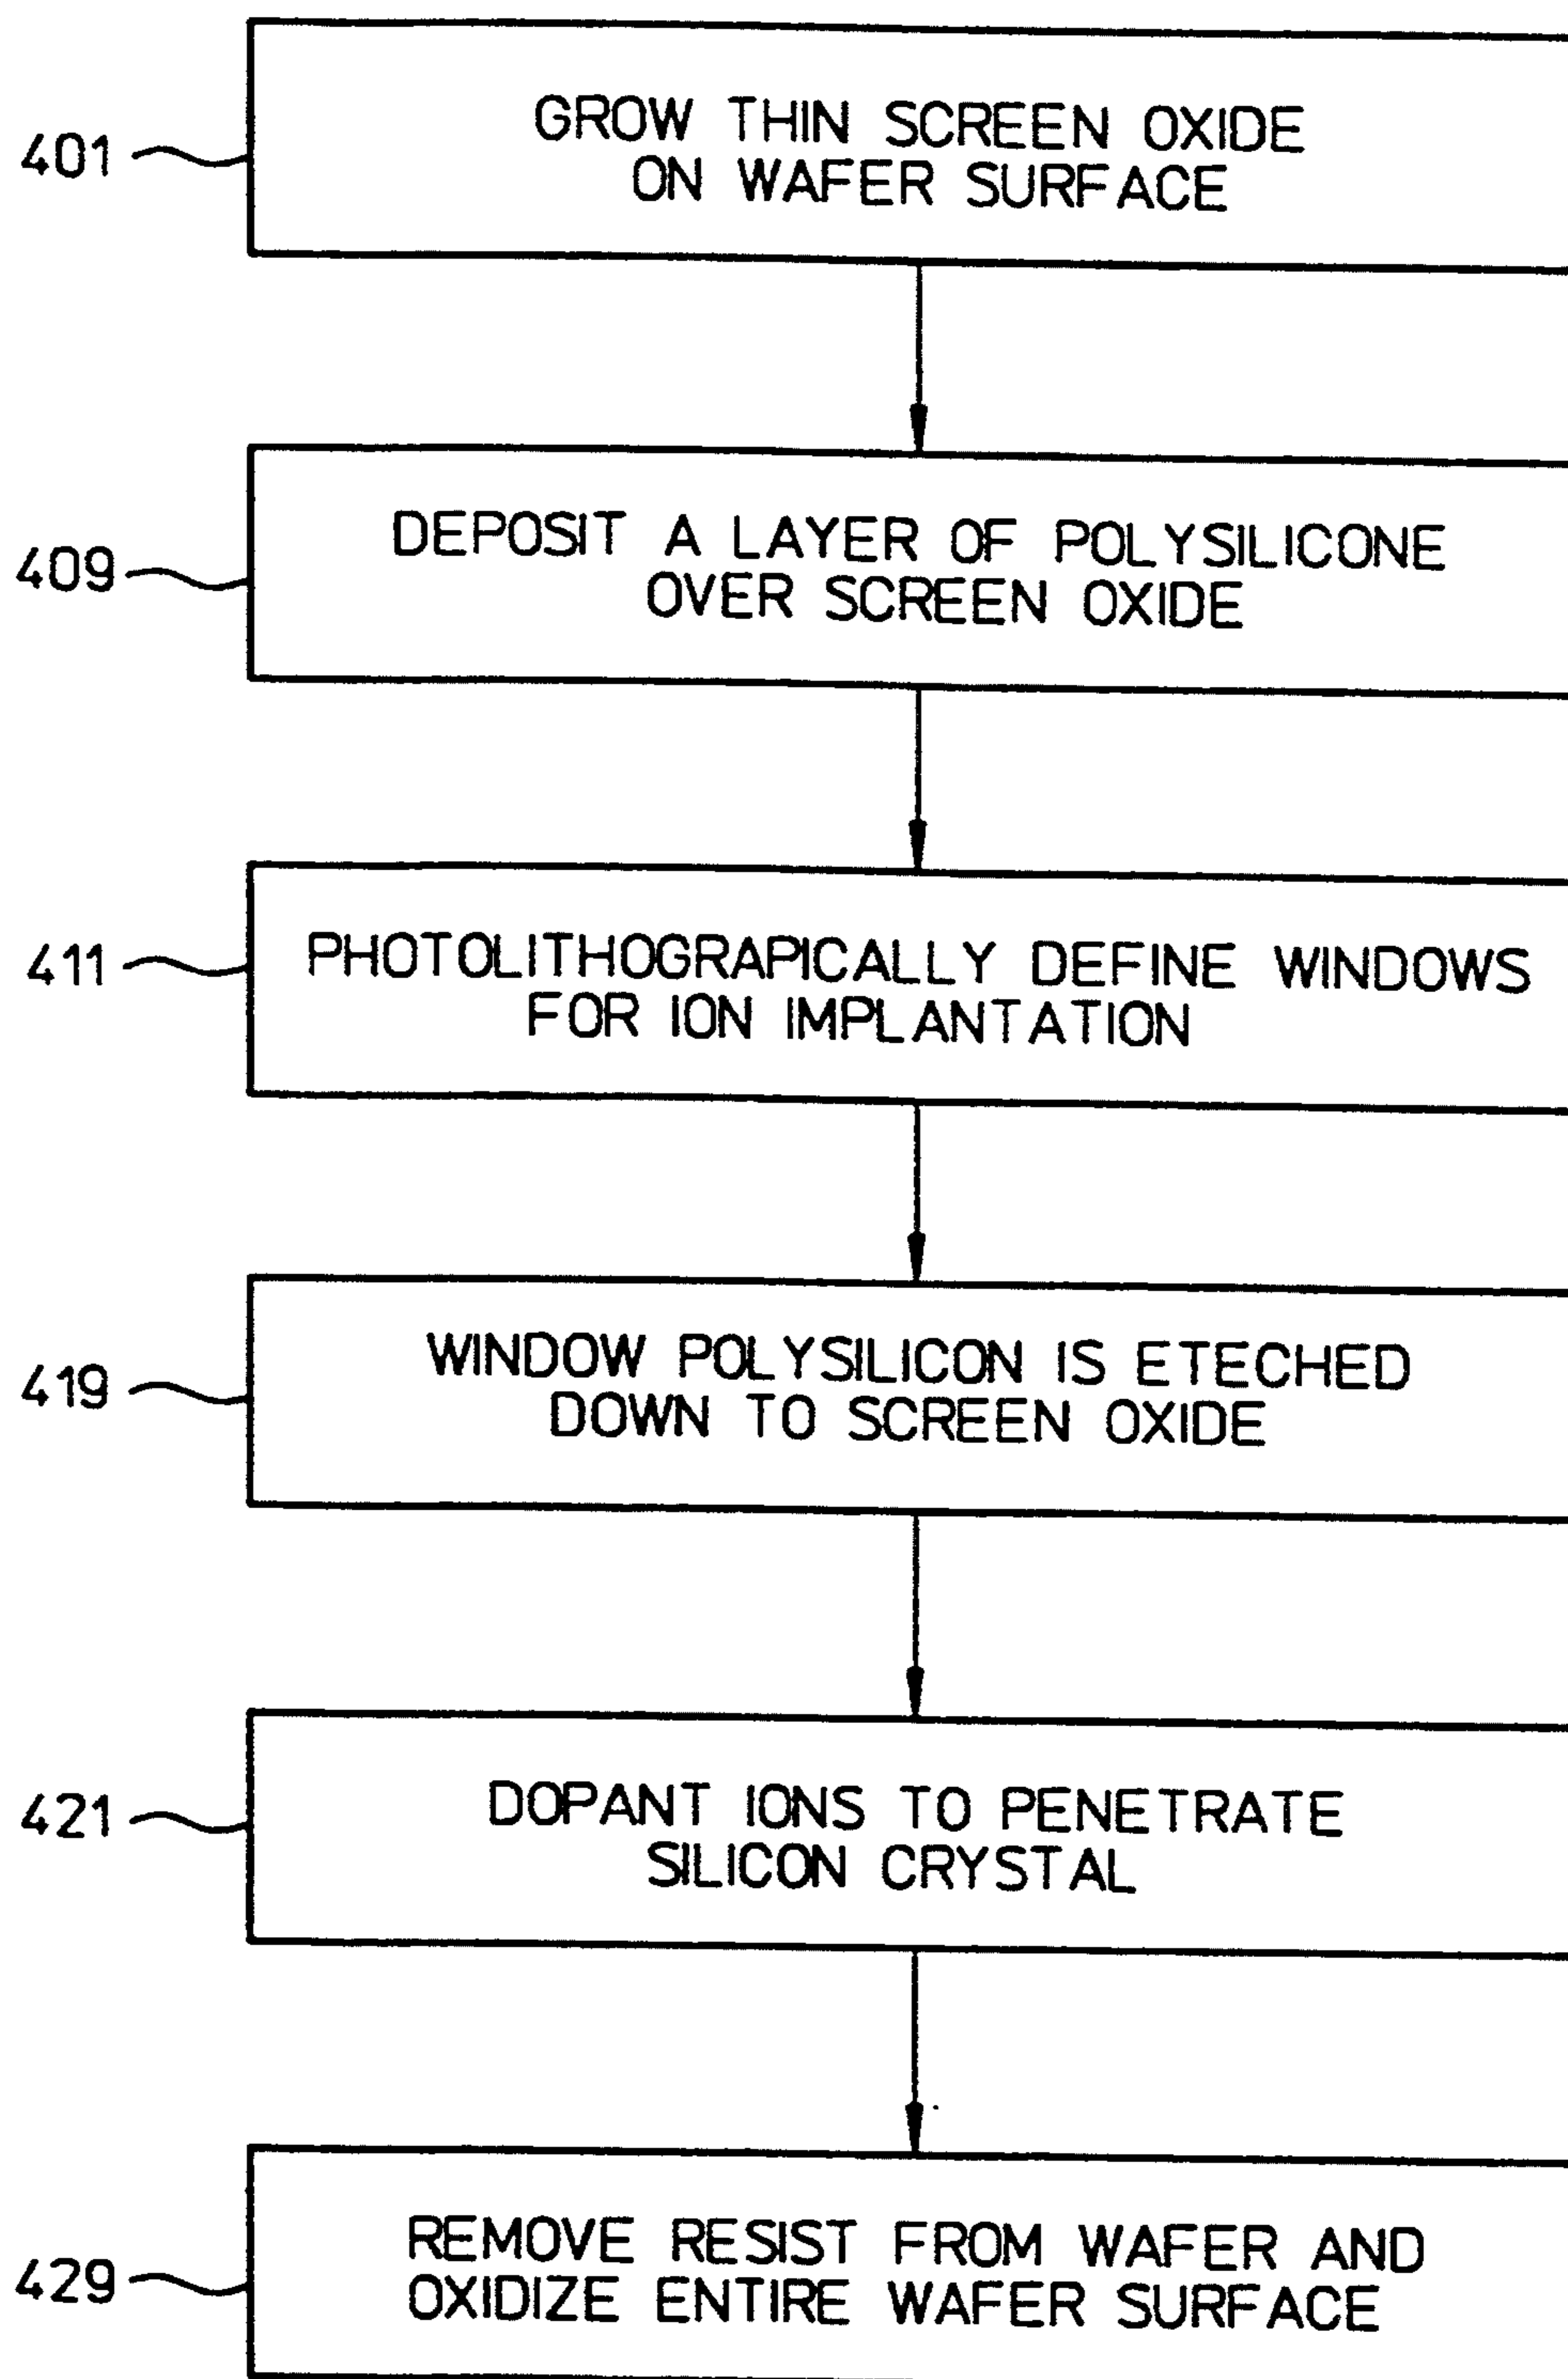 401
GROW THIN SCREEN OXIDE
ON WAFER SURFACE
409
DEPOSIT A LAYER OF POLYSILICONE
OVER SCREEN OXIDE
411
PHOTOLITHOGRAPICALLY DEFINE WINDOWS
FOR ION IMPLANTATION
419
WINDOW POLYSILICON IS ETECHED
DOWN TO SCREEN OXIDE
421
DOPANT IONS TO PENETRATE
SILICON CRYSTAL
429
REMOVE RESIST FROM WAFER AND
OXIDIZE ENTIRE WAFER SURFACE